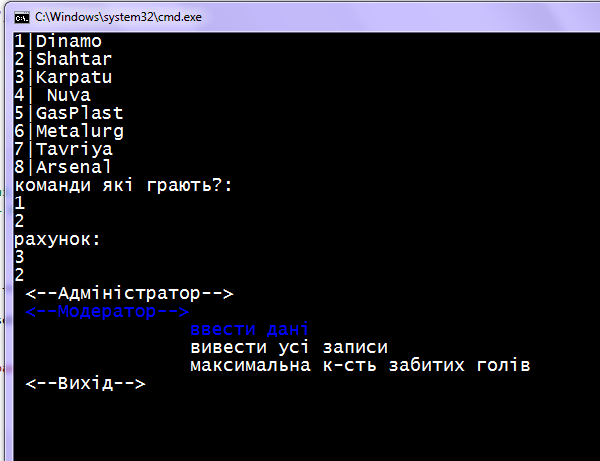 C:\Windows\system32\cmd.exe
1|Dinamo
2|Shahtar
3|Karpatu
4| Nuva
5|GasPlast
6|Metalurg
7|Tavriya
8|Arsenal
команди які грають?:
1
2
рахунок:
3
2
<--Адміністратор-->
<--Модератор-->
ввести дані
вивести усі записи
максимальна к-сть забитих голів
<--Вихід-->